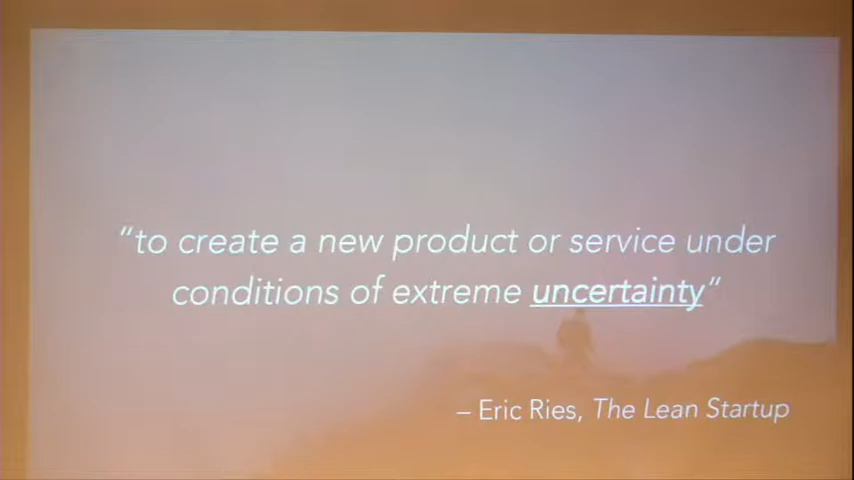 “to create a new product or service under
conditions of extreme uncertainty”
– Eric Ries, The Lean Startup